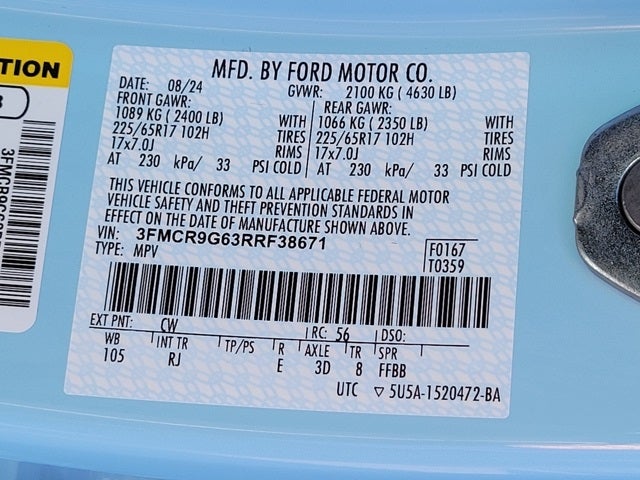 TION
3
MFD. BY FORD MOTOR CO.
DATE: 08/24 GVWR: 2100 KG ( 4630 LB)
FRONT GAWR: REAR GAWR:
1089 KG ( 2400 LB) WITH 1066 KG ( 2350 LB) WITH
225/65R17 102H TIRES 225/65R17 102H TIRES
17x7.0J RIMS 17x7.0J RIMS
AT 230 kPa/ 33 PSI COLD AT 230 kPa/ 33 PSI COLD
THIS VEHICLE CONFORMS TO ALL APPLICABLE FEDERAL MOTOR
VEHICLE SAFETY AND THEFT PREVENTION STANDARDS IN
EFFECT ON THE DATE OF MANUFACTURE SHOWN ABOVE.
VIN: 3FMCR9G63RRF38671 F0167
TYPE: MPV T0359
EXT PNT: CW RC: 56 DSO:
WB INT TR TP/PS R AXLE TR SPR
105 RJ E 3D 8 FFBB
UTC ▽ 5U5A-1520472-BA